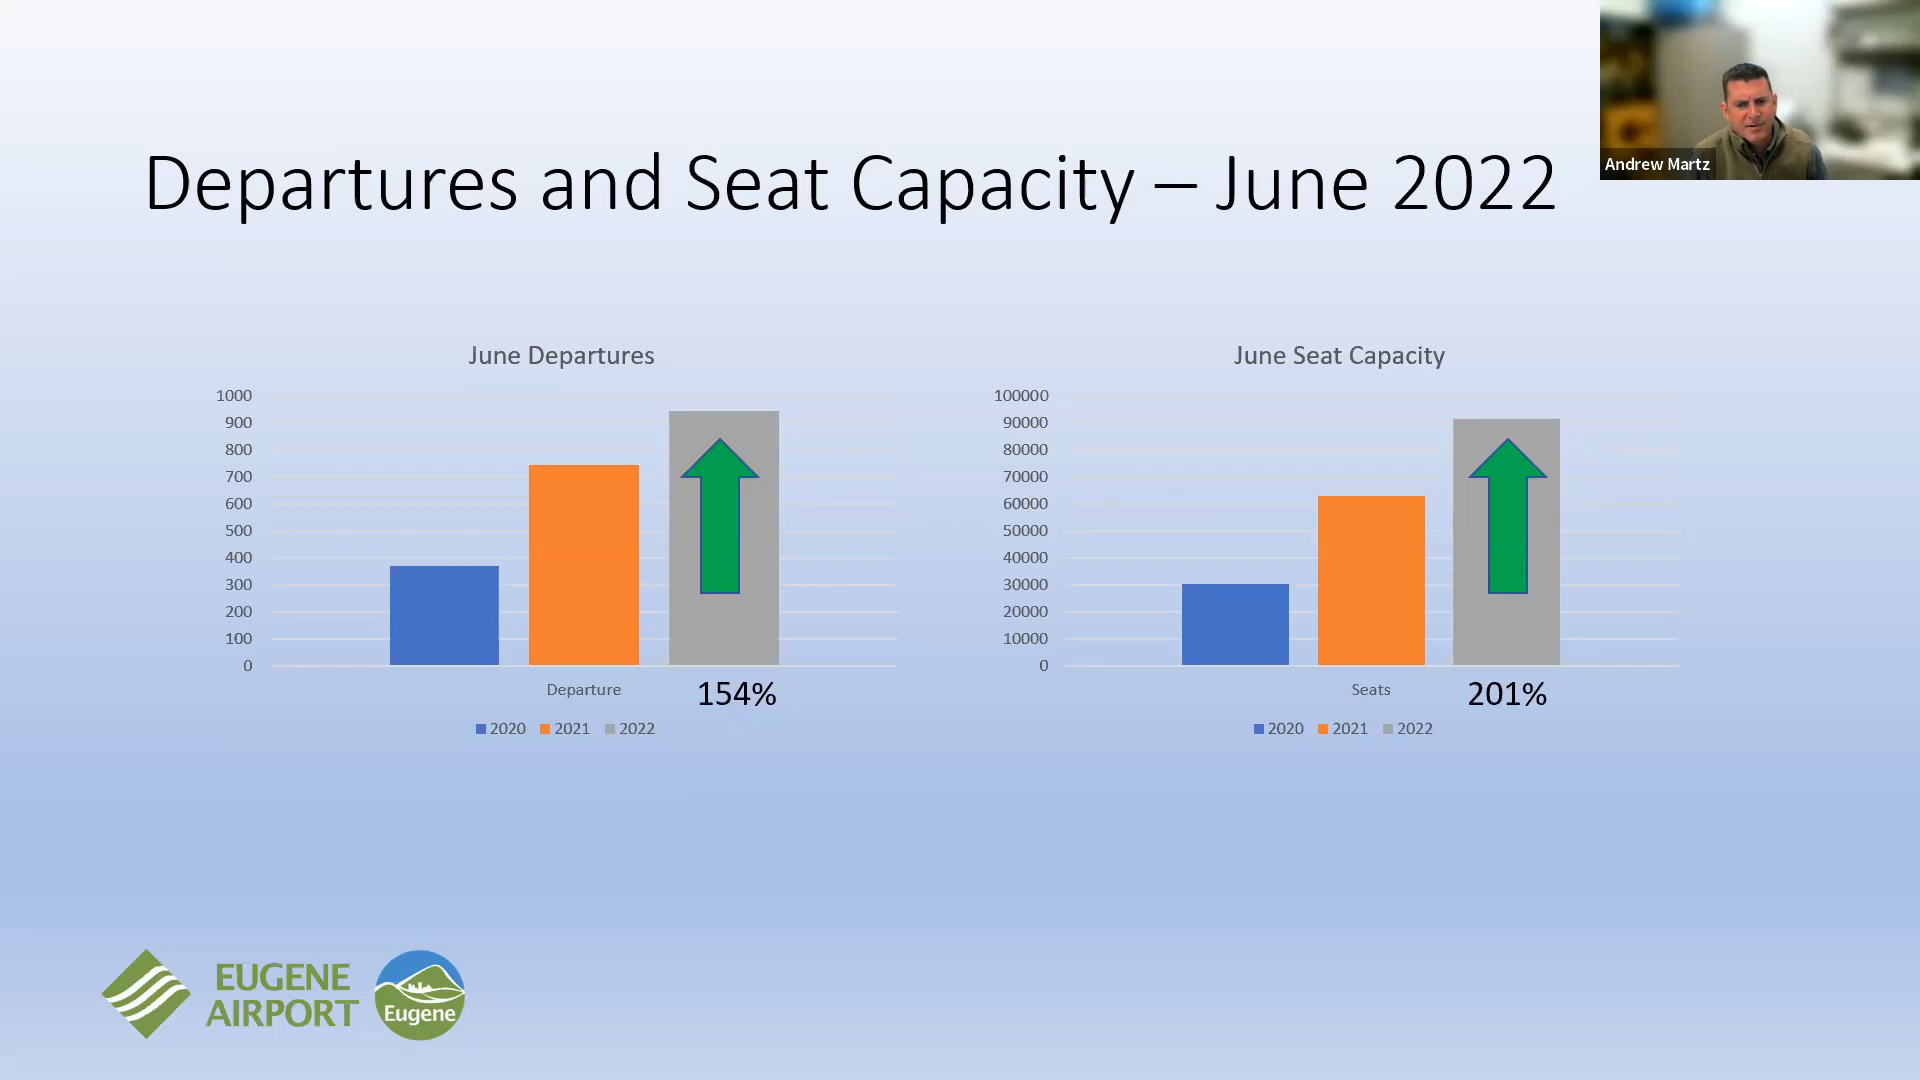 Andrew Martz
Departures and Seat Capacity – June 2022
June Departures
1000
900
800
700
600
500
400
300
200
100
0
Departure
154%
2020 2021 2022
June Seat Capacity
100000
90000
80000
70000
60000
50000
40000
30000
20000
10000
0
Seats
201%
2020 2021 2022
EUGENE
AIRPORT
Eugene